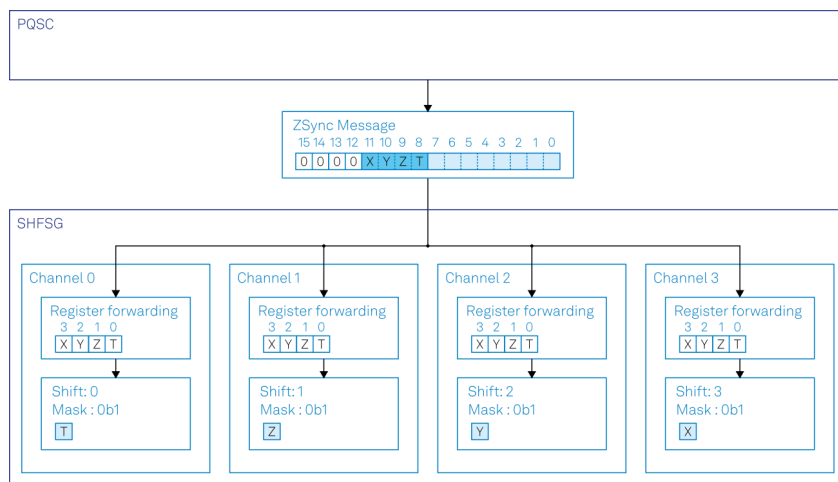 PQSC
ZSync Message
15 14 13 12 11 10 9 8 7 6 5 4 3 2 1 0
0 0 0 0 X Y Z T
SHFSG
Channel 0
Register forwarding
3 2 1 0
X Y Z T
Shift: 0
Mask : 0b1
T
Channel 1
Register forwarding
3 2 1 0
X Y Z T
Shift: 1
Mask : 0b1
Z
Channel 2
Register forwarding
3 2 1 0
X Y Z T
Shift: 2
Mask : 0b1
Y
Channel 3
Register forwarding
3 2 1 0
X Y Z T
Shift: 3
Mask : 0b1
X